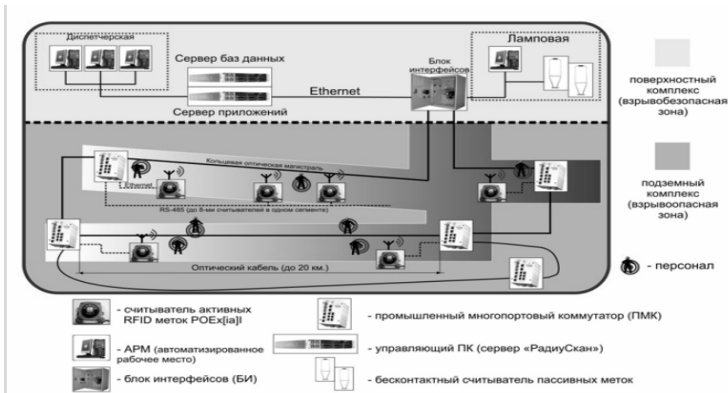 Диспетчерская
Сервер баз данных
Сервер приложений
Ethernet
Блок
интерфейсов
Ламповая
поверхностный
комплекс
(взрывобезопасная
зона)
Кольцевая оптическая магистраль
Ethernet
RS-485 (до 8-ми считывателей в одном сегменте)
Оптический кабель (до 20 км.)
подземный
комплекс
(взрывоопасная
зона)
- персонал
- считыватель активных
RFID меток POEx[ia]I
- промышленный многопортовый коммутатор (ПМК)
- АРМ (автоматизированное
рабочее место)
- управляющий ПК (сервер «РадиуСкан»)
- блок интерфейсов (БИ)
- бесконтактный считыватель пассивных меток